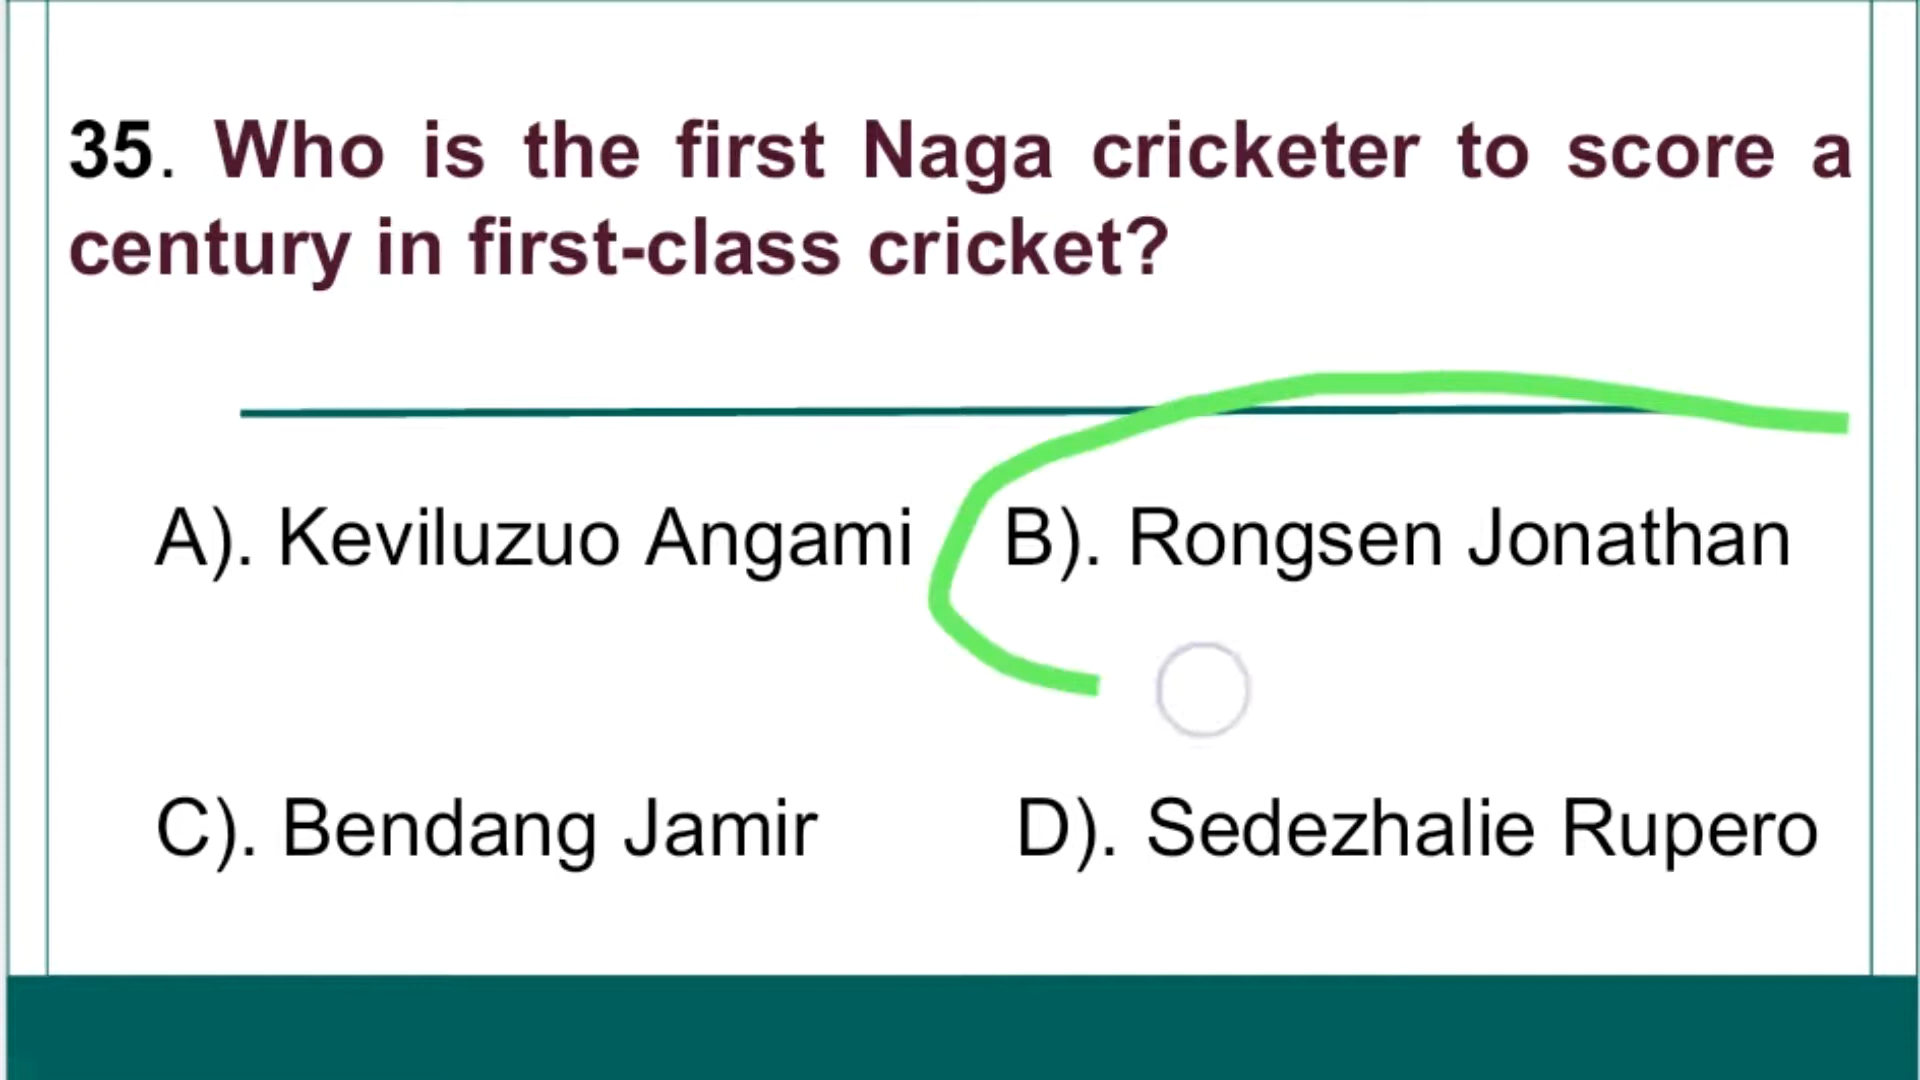 35. Who is the first Naga cricketer to score a
century in first-class cricket?
A). Keviluzuo Angami B). Rongsen Jonathan
C). Bendang Jamir D). Sedezhalie Rupero